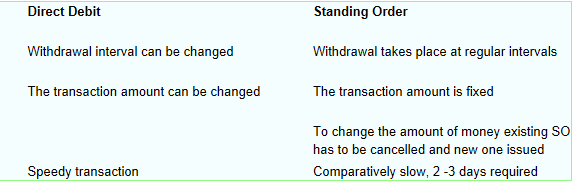 Direct Debit Standing Order
Withdrawal interval can be changed Withdrawal takes place at regular intervals
The transaction amount can be changed The transaction amount is fixed
To change the amount of money existing SO
has to be cancelled and new one issued
Speedy transaction Comparatively slow, 2 -3 days required